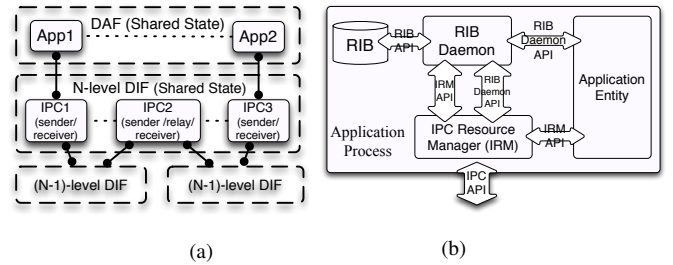 DAF (Shared State)
App1
App2
N-level DIF (Shared State)
IPC1
(sender/
receiver)
IPC2
(sender /relay/
receiver)
IPC3
(sender/
receiver)
(N-1)-level DIF
(N-1)-level DIF
(a)
RIB
RIB
API
RIB
Daemon
RIB
Daemon
API
IRM
API
RIB
Daemon
API
Application
Entity
Application
Process
IPC Resource
Manager (IRM)
IRM
API
IPC
API
(b)